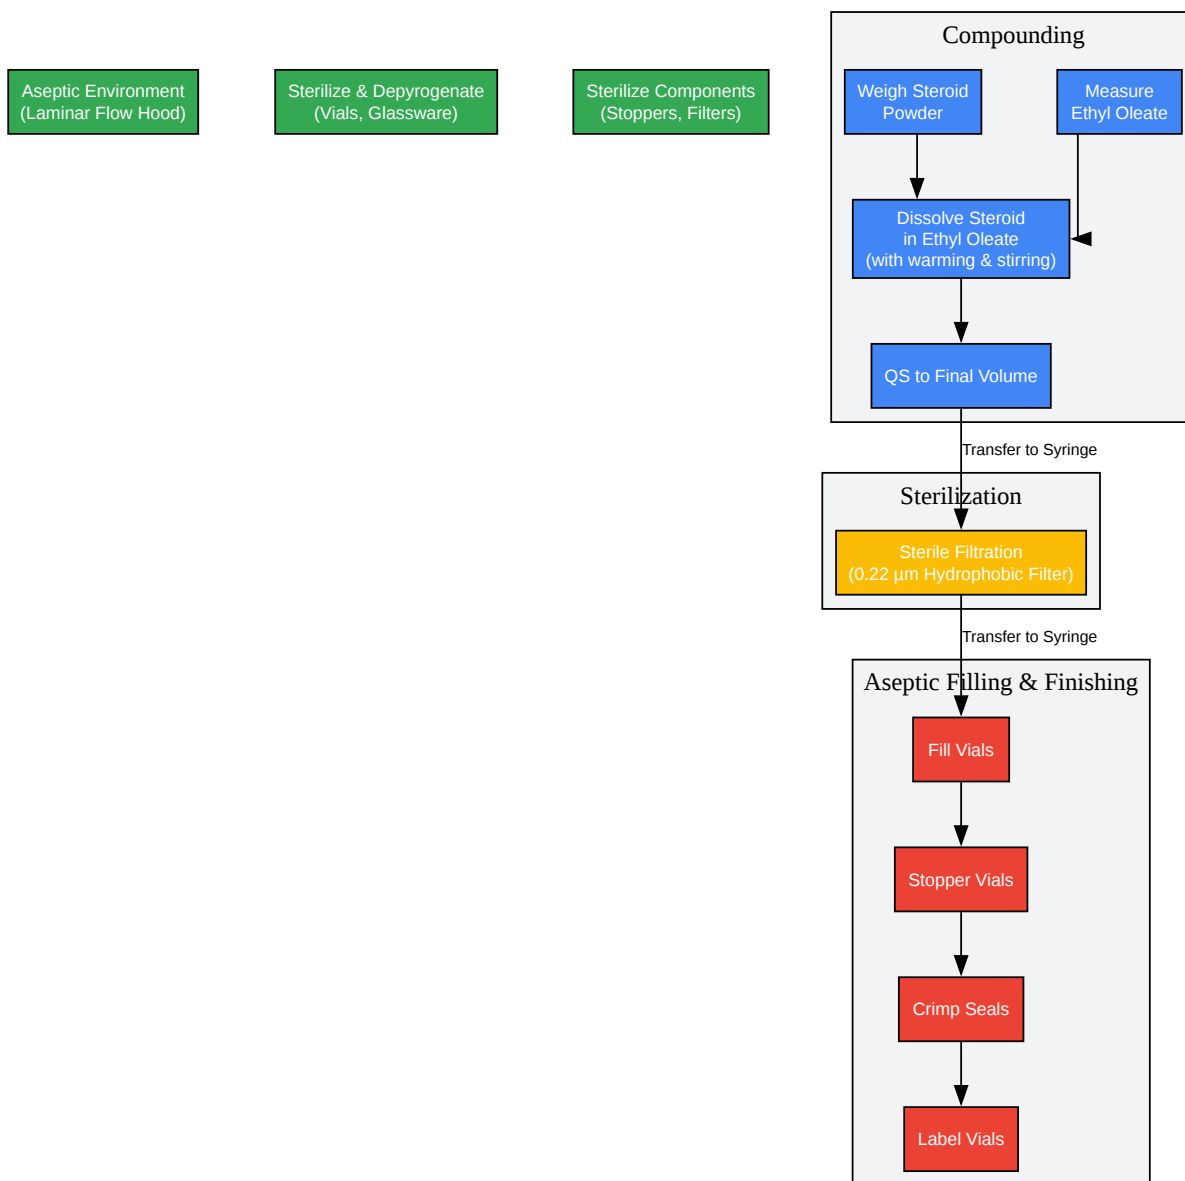 Compounding
Aseptic Environment
(Laminar Flow Hood)
Sterilize & Depyrogenate
(Vials, Glassware)
Sterilize Components
(Stoppers, Filters)
Weigh Steroid
Powder
Measure
Ethyl Oleate
Dissolve Steroid
in Ethyl Oleate
(with warming & stirring)
QS to Final Volume
Transfer to Syringe
Sterilization
Sterile Filtration
(0.22 µm Hydrophobic Filter)
Transfer to Syringe
Aseptic Filling & Finishing
Fill Vials
Stopper Vials
Crimp Seals
Label Vials